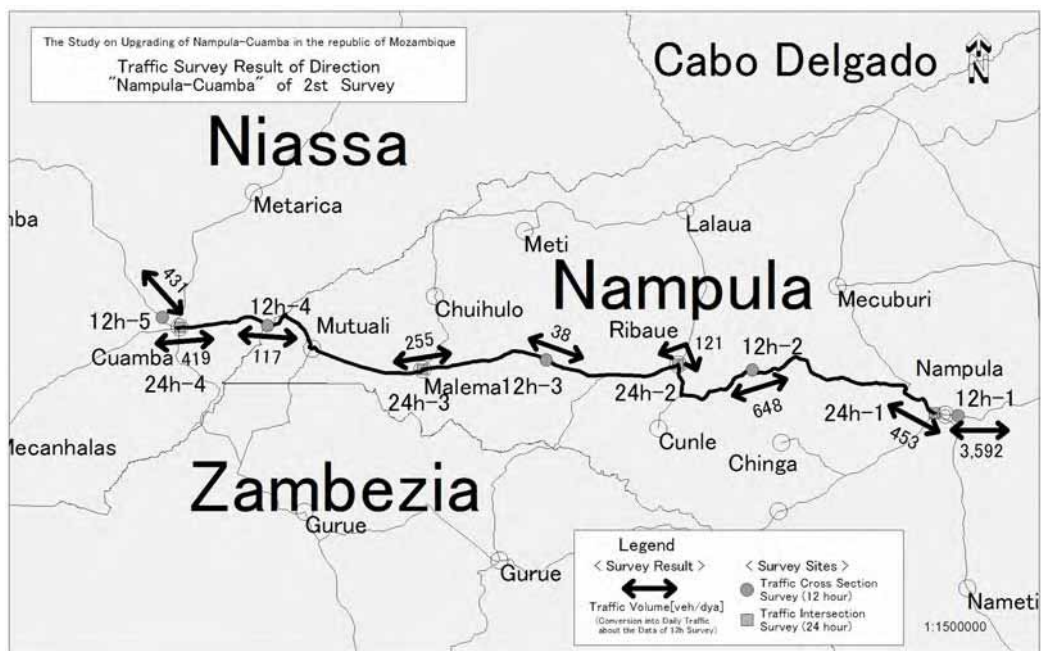 The Study on Upgrading of Nampula-Cuamba in the republic of Mozambique
Traffic Survey Result of Direction
"Nampula-Cuamba" of 2st Survey
Cabo Delgado
N
Niassa
Metarica
mba
Lalaua
Meti
Nampula
Mecuburi
431
12h-5
12h-4
Chuihulo
Mutuali
Ribaue
Cuamba
419
117
24h-4
255
Malema
24h-3
38
12h-3
121
24h-2
12h-2
648
Nampula
24h-1
12h-1
453
3,592
Mecanhalas
Cunle
Chinga
Zambezia
Gurue
Gurue
Nameti
Legend
< Survey Result >
Traffic Volume[veh/dya]
(Conversion into Daily Traffic
about the Data of 12h Survey)
< Survey Sites >
Traffic Cross Section
Survey (12 hour)
Traffic Intersection
Survey (24 hour)
1:1500000